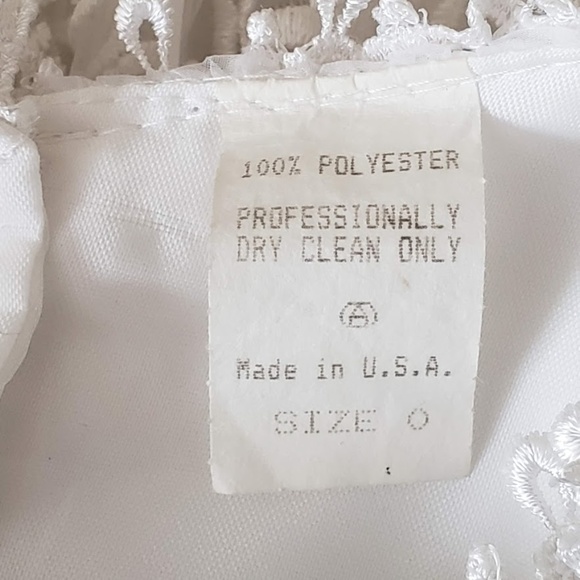 100% POLYESTER
PROFESSIONALLY
DRY CLEAN ONLY
Ⓐ
Made in U.S.A.
SIZE 0